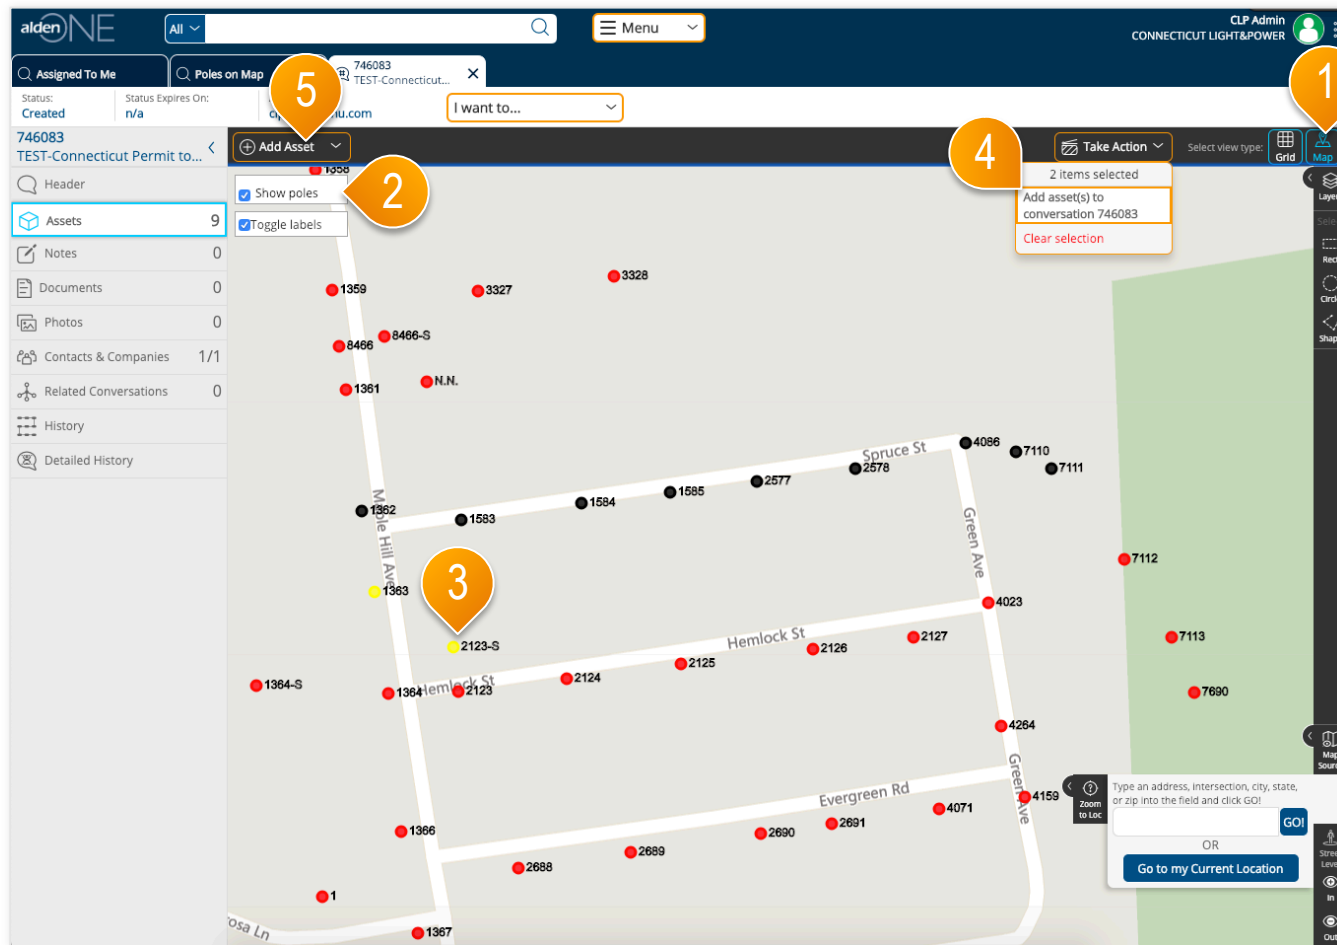 alden ONE
All
Menu
CLP Admin
CONNECTICUT LIGHT&POWER
Assigned To Me
Poles on Map
746083
TEST-Connecticut...
5
1
Status:
Created
Status Expires On:
n/a
I want to...
746083
TEST-Connecticut Permit to...
Add Asset
4
Take Action
Select view type:
Grid
Map
Header
Assets 9
Notes 0
Documents 0
Photos 0
Contacts & Companies 1/1
Related Conversations 0
History
Detailed History
Show poles
Toggle labels
2
2 items selected
Add asset(s) to
conversation 746083
Clear selection
1358
3328
1359
3327
8466-S
8466
N.N.
1361
4086
7110
Spruce St
2578
7111
2577
1585
1584
1362
1583
Maple Hill Ave
Green Ave
7112
3
1363
4023
2123-S
Hemlock St
2127
7113
2126
2125
2124
1364-S
1364
Hemlock St
2123
7690
4264
Green Ave
Evergreen Rd
4159
4071
2691
1366
2690
2689
2688
1
osa Ln
1367
Zoom
to Loc
Type an address, intersection, city, state,
or zip into the field and click GO!
GO!
OR
Go to my Current Location
Map
In
Out